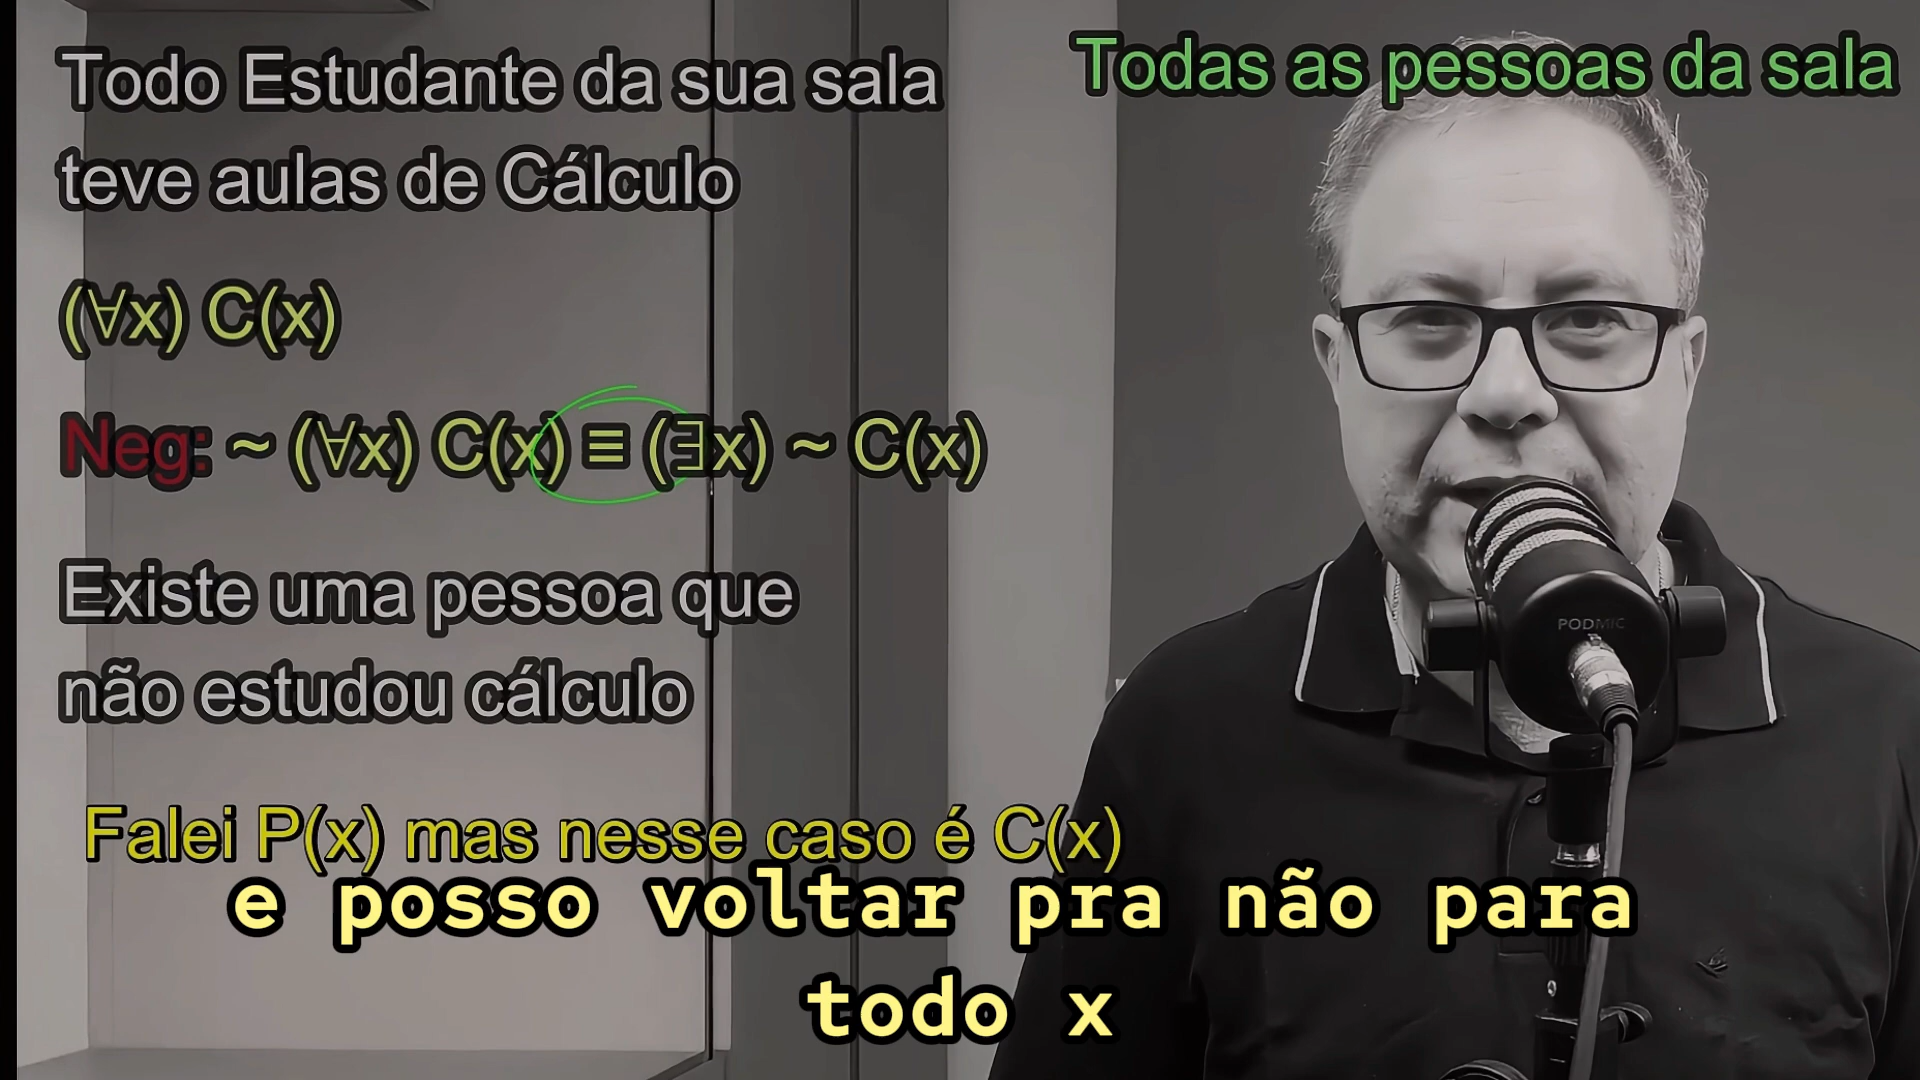 Todo Estudante da sua sala
teve aulas de Cálculo
Todas as pessoas da sala
(∀x) C(x)
Neg: ~ (∀x) C(x) ≡ (∃x) ~ C(x)
Existe uma pessoa que
não estudou cálculo
PODMIC
Falei P(x) mas nesse caso é C(x)
e posso voltar pra não para
todo x